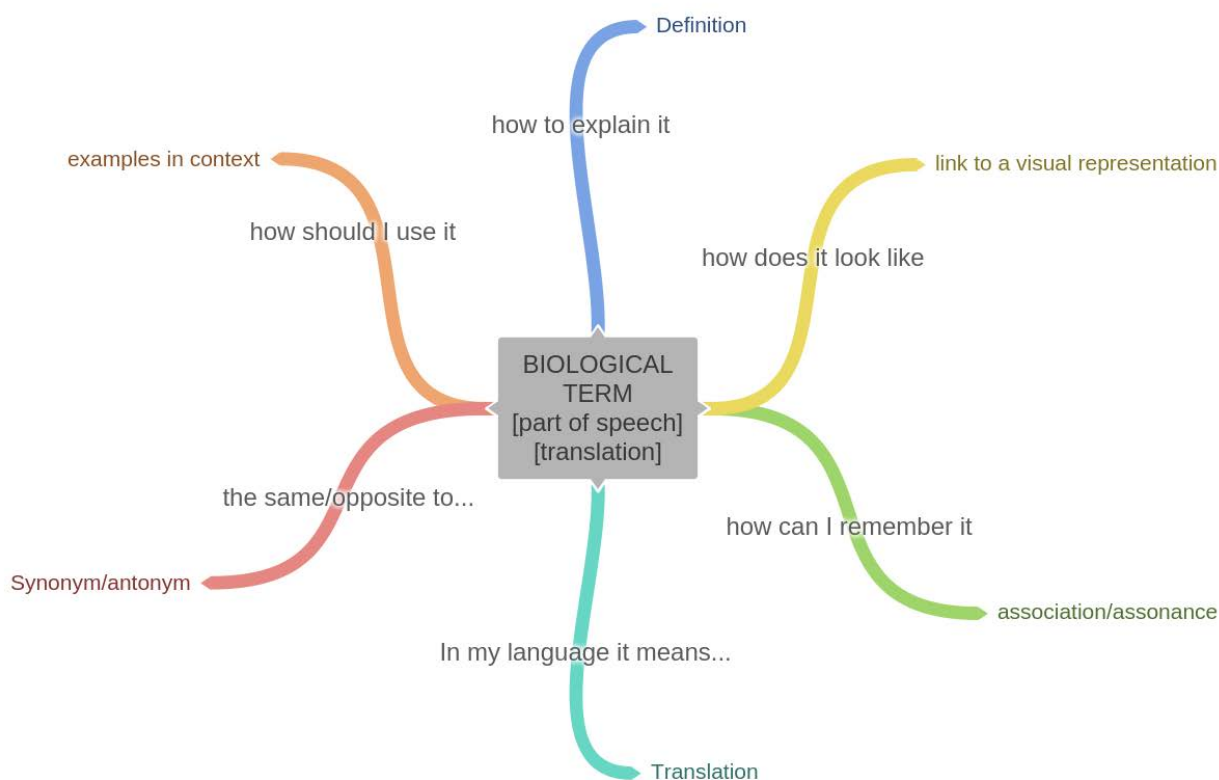 Definition
how to explain it
examples in context
link to a visual representation
how should I use it
how does it look like
BIOLOGICAL
TERM
[part of speech]
[translation]
the same/opposite to...
how can I remember it
Synonym/antonym
association/assonance
In my language it means...
Translation